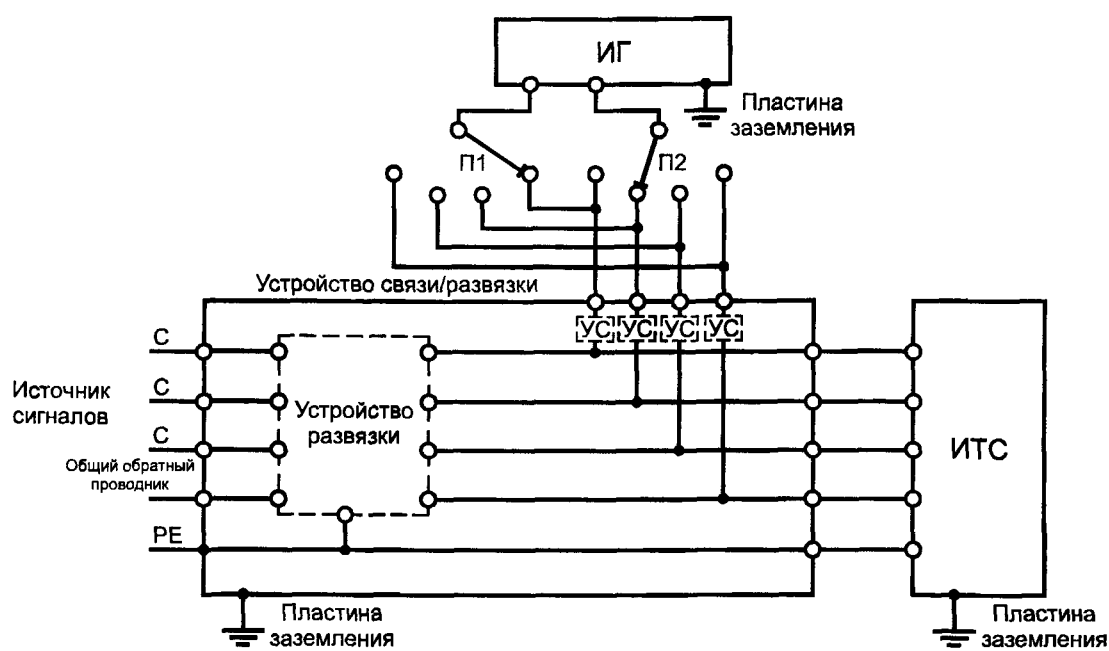 ИГ
Пластина
заземления
П1
П2
Устройство связи/развязки
УС УС УС УС
С
Источник
сигналов
С
Устройство
развязки
С
ИТС
Общий обратный
проводник
PE
Пластина
заземления
Пластина
заземления